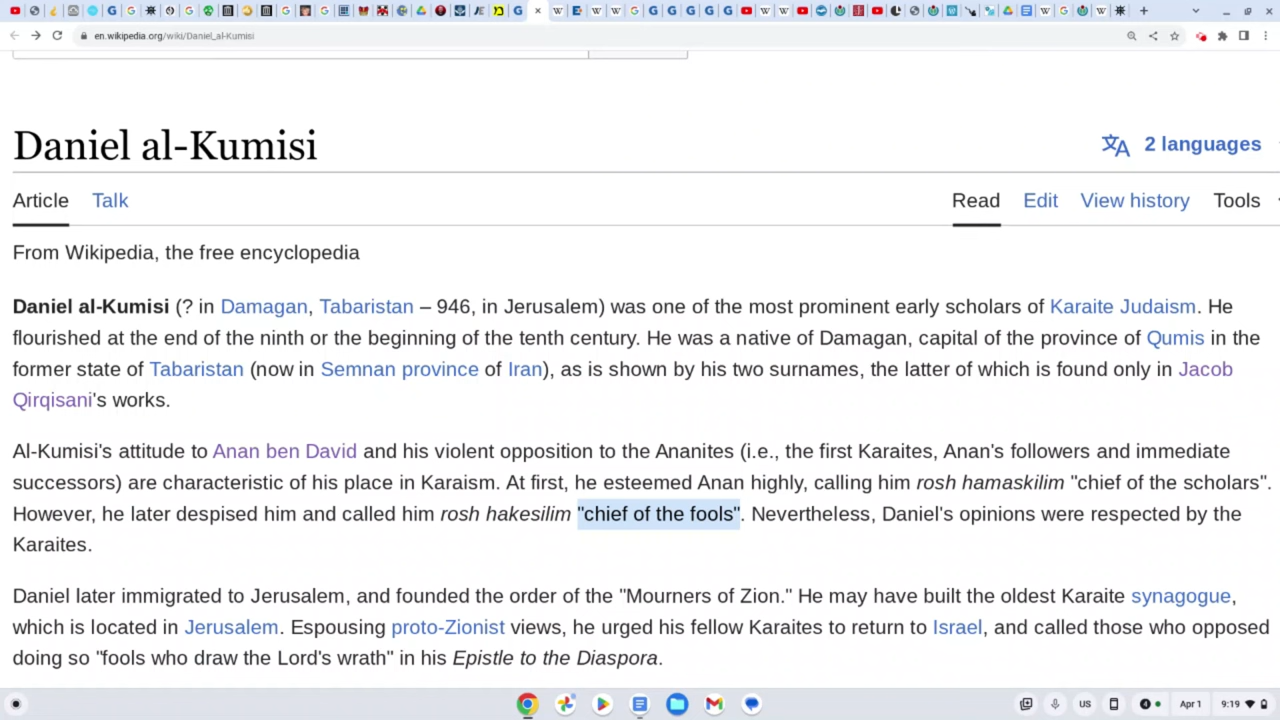 en.wikipedia.org/wiki/Daniel_al-Kumisi
Daniel al-Kumisi
2 languages
Article Talk Read Edit View history Tools
From Wikipedia, the free encyclopedia
Daniel al-Kumisi (? in Damagan, Tabaristan – 946, in Jerusalem) was one of the most prominent early scholars of Karaite Judaism. He
flourished at the end of the ninth or the beginning of the tenth century. He was a native of Damagan, capital of the province of Qumis in the
former state of Tabaristan (now in Semnan province of Iran), as is shown by his two surnames, the latter of which is found only in Jacob
Qirqisani's works.
Al-Kumisi's attitude to Anan ben David and his violent opposition to the Ananites (i.e., the first Karaites, Anan's followers and immediate
successors) are characteristic of his place in Karaism. At first, he esteemed Anan highly, calling him rosh hamaskilim "chief of the scholars".
However, he later despised him and called him rosh hakesilim "chief of the fools". Nevertheless, Daniel's opinions were respected by the
Karaites.
Daniel later immigrated to Jerusalem, and founded the order of the "Mourners of Zion." He may have built the oldest Karaite synagogue,
which is located in Jerusalem. Espousing proto-Zionist views, he urged his fellow Karaites to return to Israel, and called those who opposed
doing so "fools who draw the Lord's wrath" in his Epistle to the Diaspora.
US 4 Apr 1 9:19